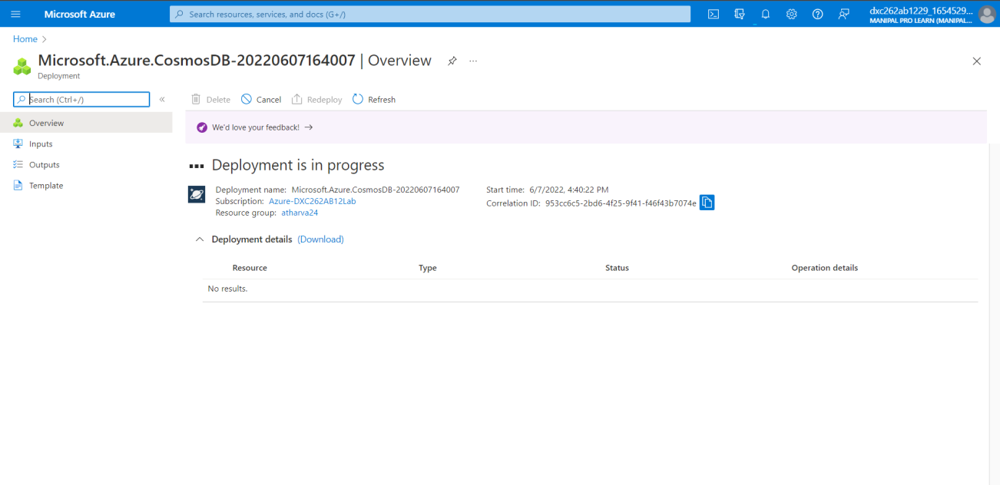 Microsoft Azure
Search resources, services, and docs (G+/)
dxc262ab1229_1654529...
MANIPAL PRO LEARN (MANIPAL...
Home
Microsoft.Azure.CosmosDB-20220607164007 | Overview
Deployment
Search (Ctrl+/)
Delete Cancel Redeploy Refresh
Overview
Inputs
Outputs
Template
We'd love your feedback!
Deployment is in progress
Deployment name: Microsoft.Azure.CosmosDB-20220607164007
Subscription: Azure-DXC262AB12Lab
Resource group: atharva24
Start time: 6/7/2022, 4:40:22 PM
Correlation ID: 953cc6c5-2bd6-4f25-9f41-f46f43b7074e
Deployment details (Download)
Resource Type Status Operation details
No results.